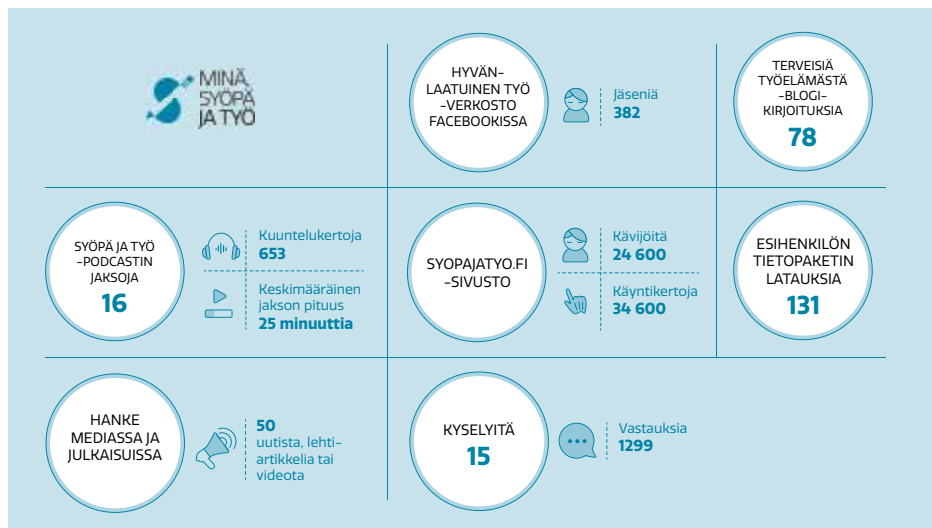 MINÄ,
SYÖPÄ
JA TYÖ
HYVÄN-
LAATUINEN TYÖ
-VERKOSTO
FACEBOOKISSA
Jäseniä
382
TERVEISIÄ
TYÖELÄMÄSTÄ
-BLOGI-
KIRJOITUKSIA
78
SYÖPÄ JA TYÖ
-PODCASTIN
JAKSOJA
16
Kuuntelukertoja
653
Keskimääräinen
jakson pituus
25 minuuttia
SYOPAJATYO.FI
-SIVUSTO
Kävijöitä
24 600
Käyntikertoja
34 600
ESIHENKILÖN
TIETOPAKETIN
LATAUKSIA
131
HANKE
MEDIASSA JA
JULKAISUISSA
50
uutista, lehti-
artikkelia tai
videota
KYSELYITÄ
15
Vastauksia
1299